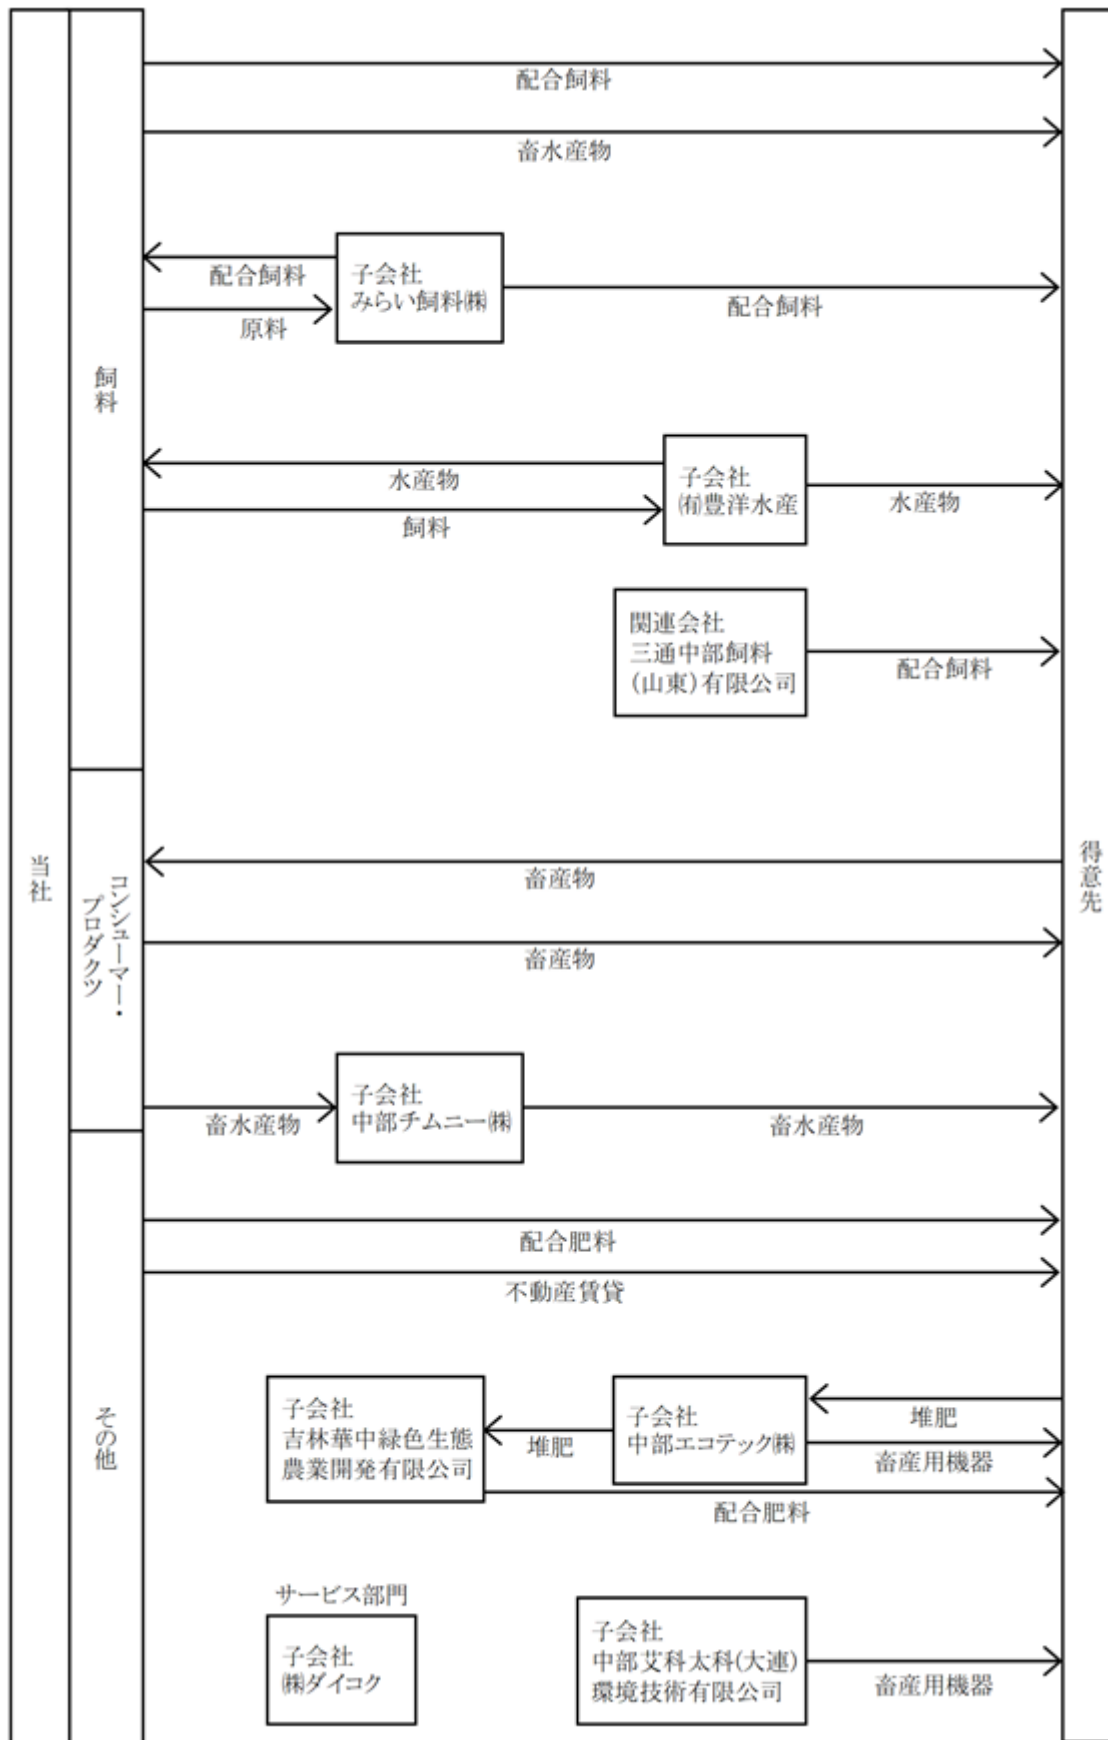 当社
飼料
配合飼料
畜水産物
配合飼料
原料
子会社
みらい飼料㈱
配合飼料
水産物
飼料
子会社
㈲豊洋水産
水産物
関連会社
三通中部飼料
(山東)有限公司
配合飼料
コンシューマー・
プロダクツ
畜産物
畜産物
畜水産物
子会社
中部チムニー㈱
畜水産物
その他
配合肥料
不動産賃貸
子会社
吉林華中緑色生態
農業開発有限公司
堆肥
子会社
中部エコテック㈱
堆肥
畜産用機器
配合肥料
サービス部門
子会社
㈱ダイコク
子会社
中部艾科太科(大連)
環境技術有限公司
畜産用機器
得意先